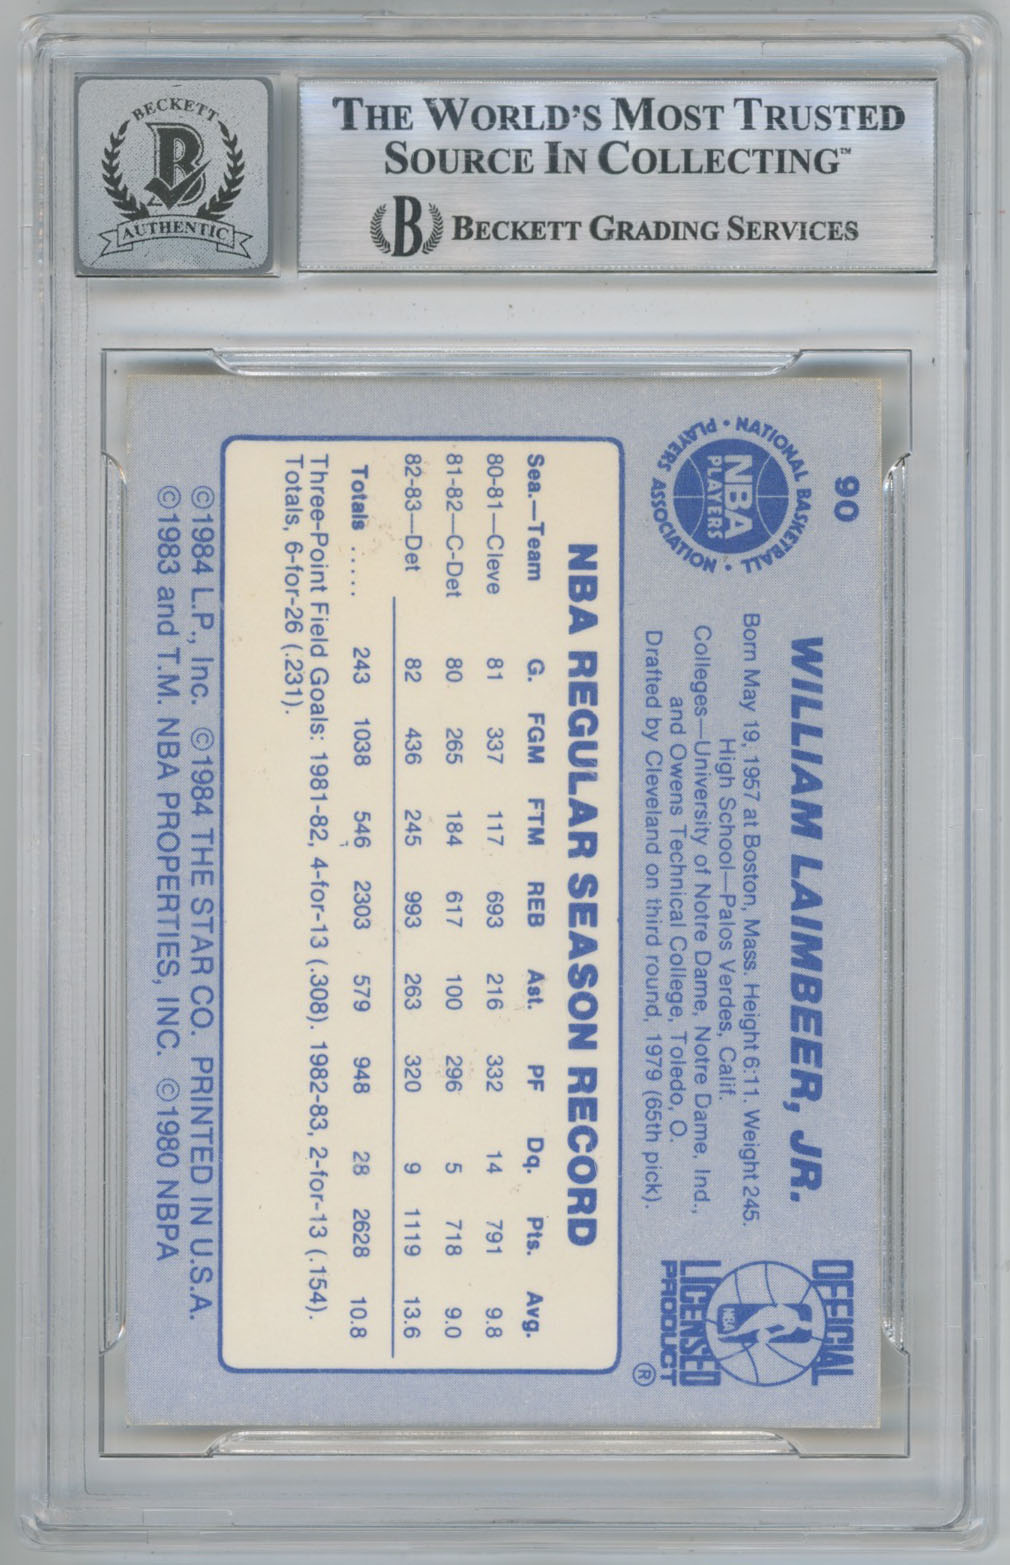 BECKETT
B
AUTHENTIC
THE WORLD'S MOST TRUSTED
SOURCE IN COLLECTING™
B BECKETT GRADING SERVICES
90
NATIONAL BASKETBALL
PLAYERS ASSOCIATION
NBA
PLAYERS
WILLIAM LAIMBEER, JR.
Born May 19, 1957 at Boston, Mass. Height 6:11. Weight 245.
High School—Palos Verdes, Calif.
Colleges—University of Notre Dame, Notre Dame, Ind.,
and Owens Technical College, Toledo, O.
Drafted by Cleveland on third round, 1979 (65th pick).
OFFICIAL
NBA
LICENSED
PRODUCT
®
NBA REGULAR SEASON RECORD
Sea.—Team G. FGM FTM REB Ast. PF Dq. Pts. Avg.
80-81—Cleve 81 337 117 693 216 332 14 791 9.8
81-82—C-Det 80 265 184 617 100 296 5 718 9.0
82-83—Det 82 436 245 993 263 320 9 1119 13.6
Totals ..... 243 1038 546 2303 579 948 28 2628 10.8
Three-Point Field Goals: 1981-82, 4-for-13 (.308). 1982-83, 2-for-13 (.154).
Totals, 6-for-26 (.231).
©1984 L.P., Inc. ©1984 THE STAR CO. PRINTED IN U.S.A.
©1983 and T.M. NBA PROPERTIES, INC. ©1980 NBPA